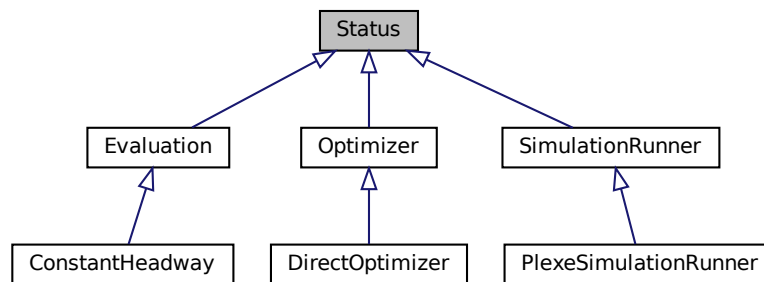 Status
Evaluation
Optimizer
SimulationRunner
ConstantHeadway
DirectOptimizer
PlexeSimulationRunner